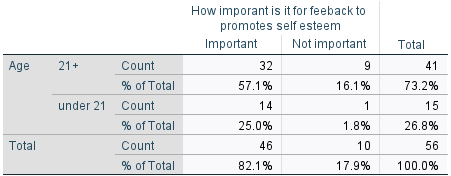 How imporant is it for feeback to
promotes self esteem
Important Not important Total
Age 21+ Count 32 9 41
% of Total 57.1% 16.1% 73.2%
under 21 Count 14 1 15
% of Total 25.0% 1.8% 26.8%
Total Count 46 10 56
% of Total 82.1% 17.9% 100.0%